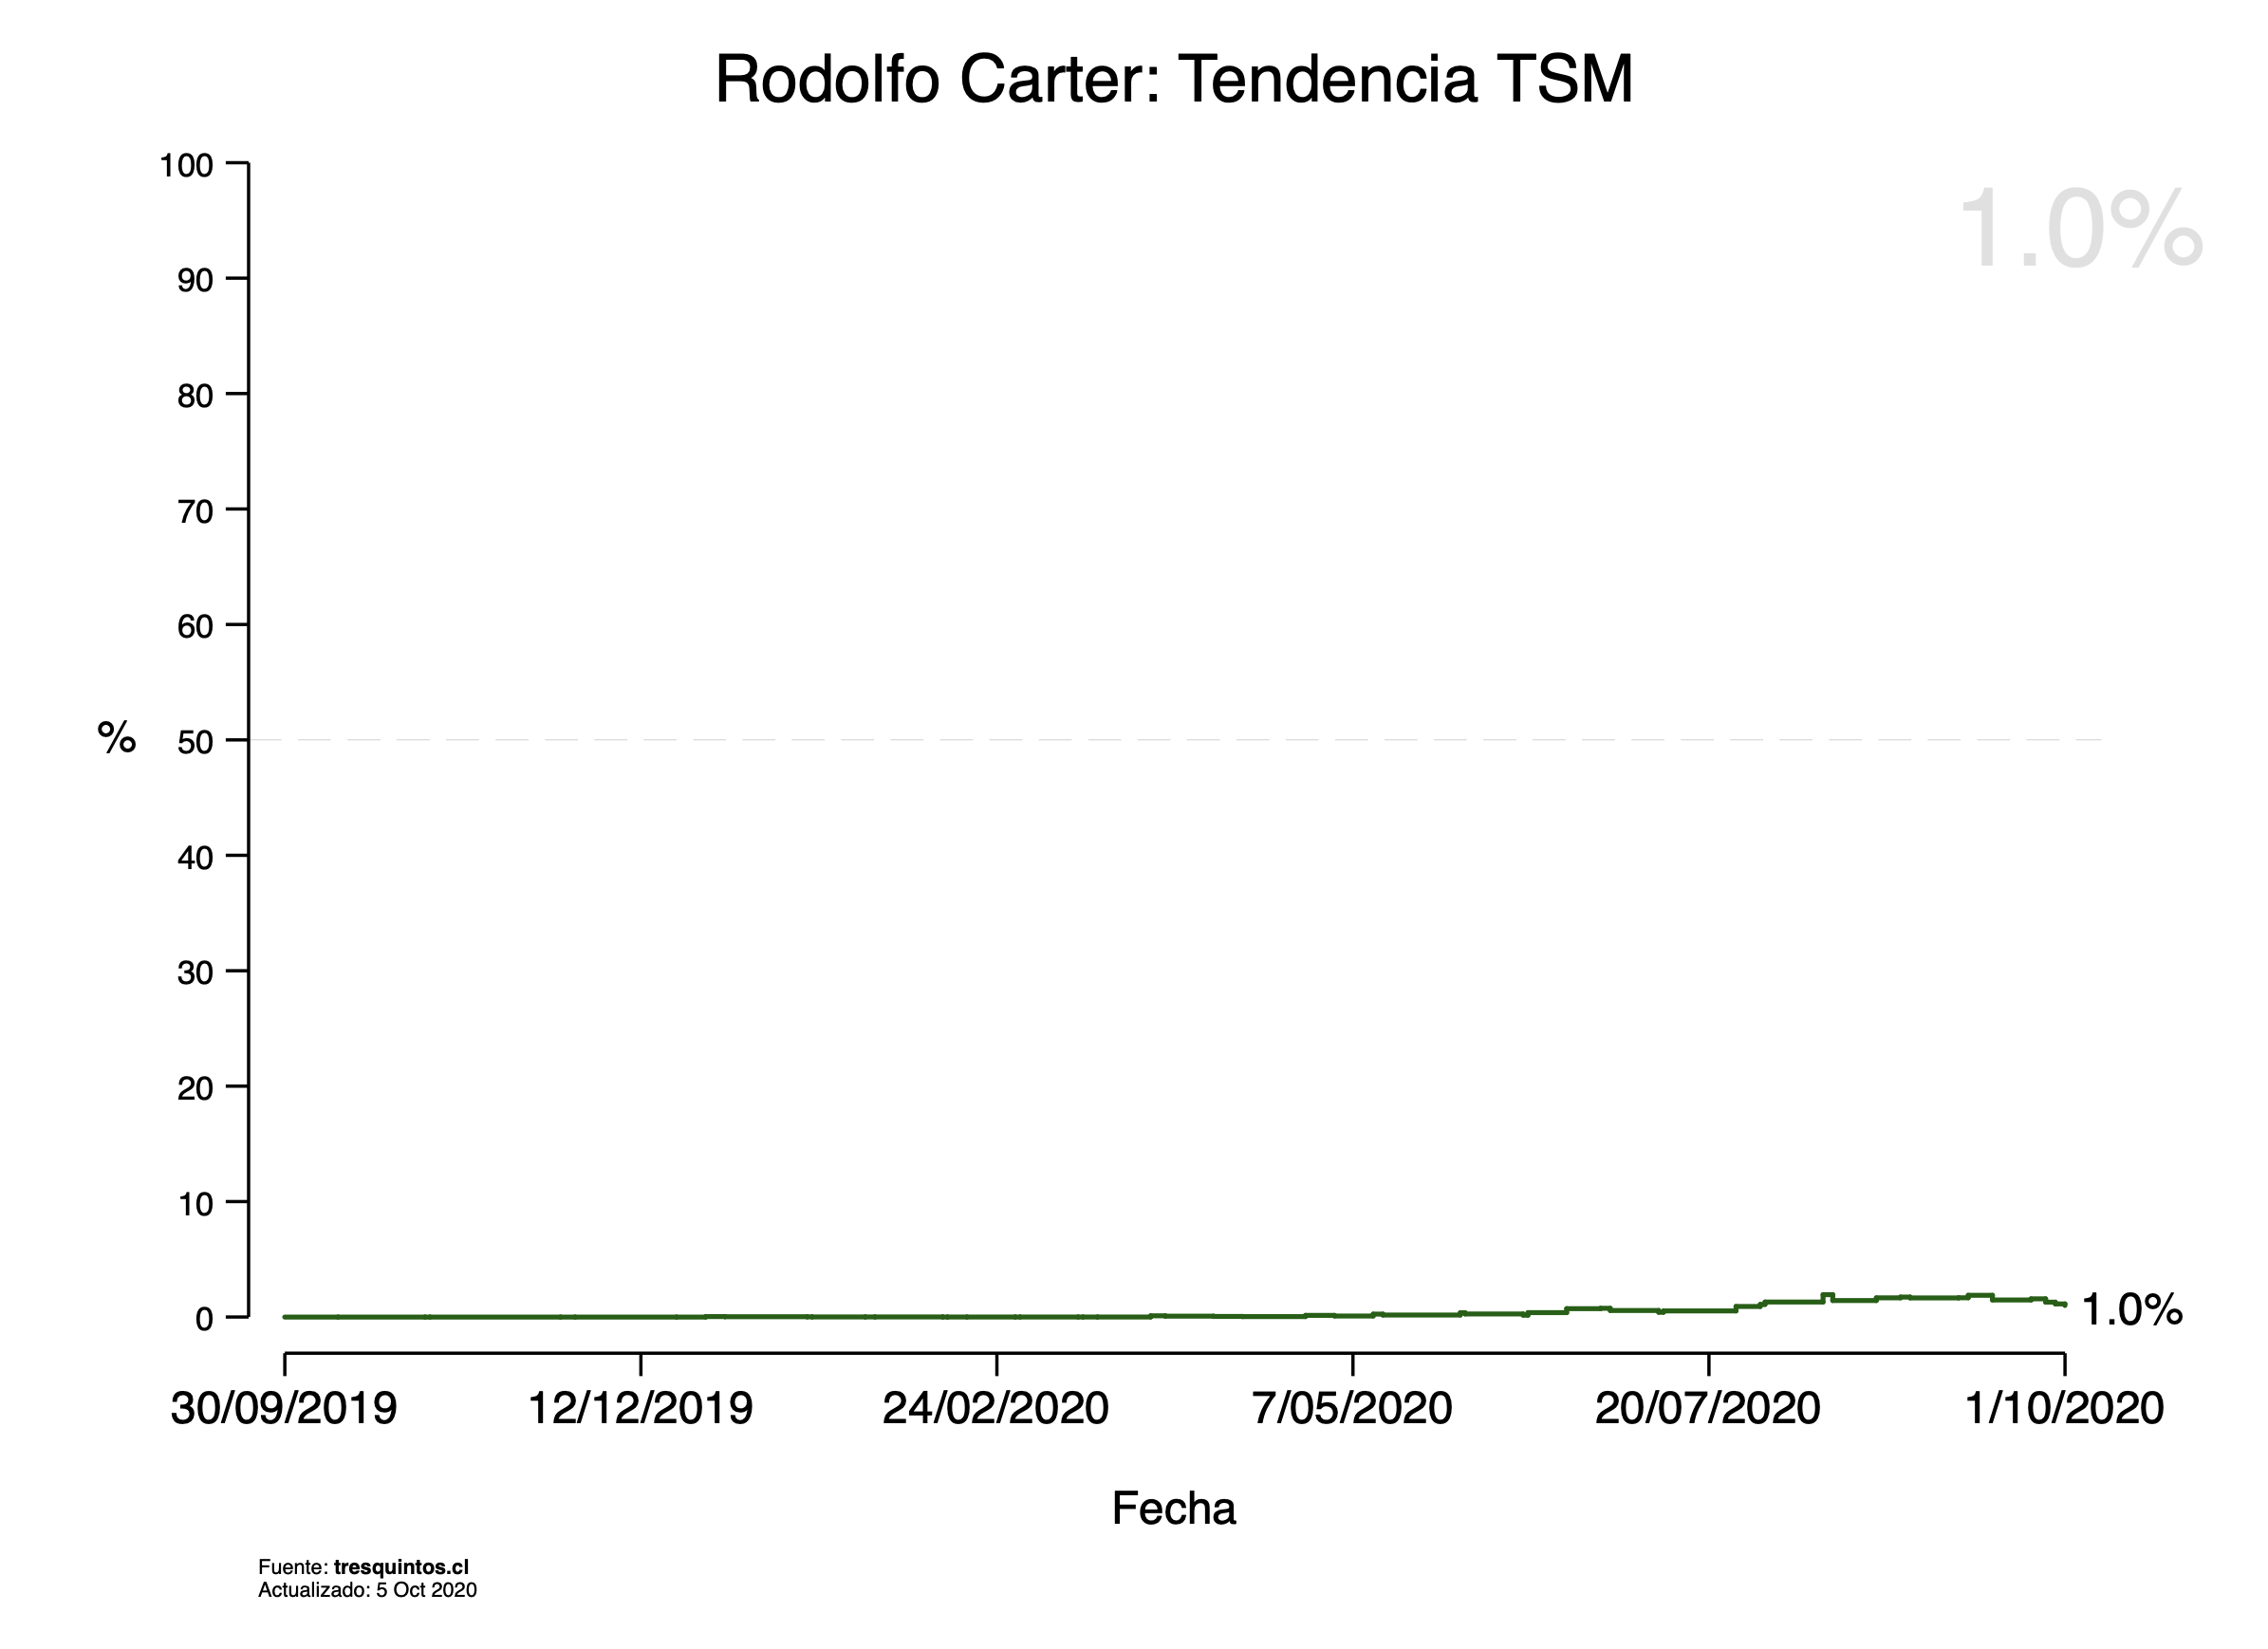 Rodolfo Carter: Tendencia TSM
100
1.0%
90
80
70
60
% 50
40
30
20
10
0
1.0%
30/09/2019 12/12/2019 24/02/2020 7/05/2020 20/07/2020 1/10/2020
Fecha
Fuente: tresquintos.cl
Actualizado: 5 Oct 2020